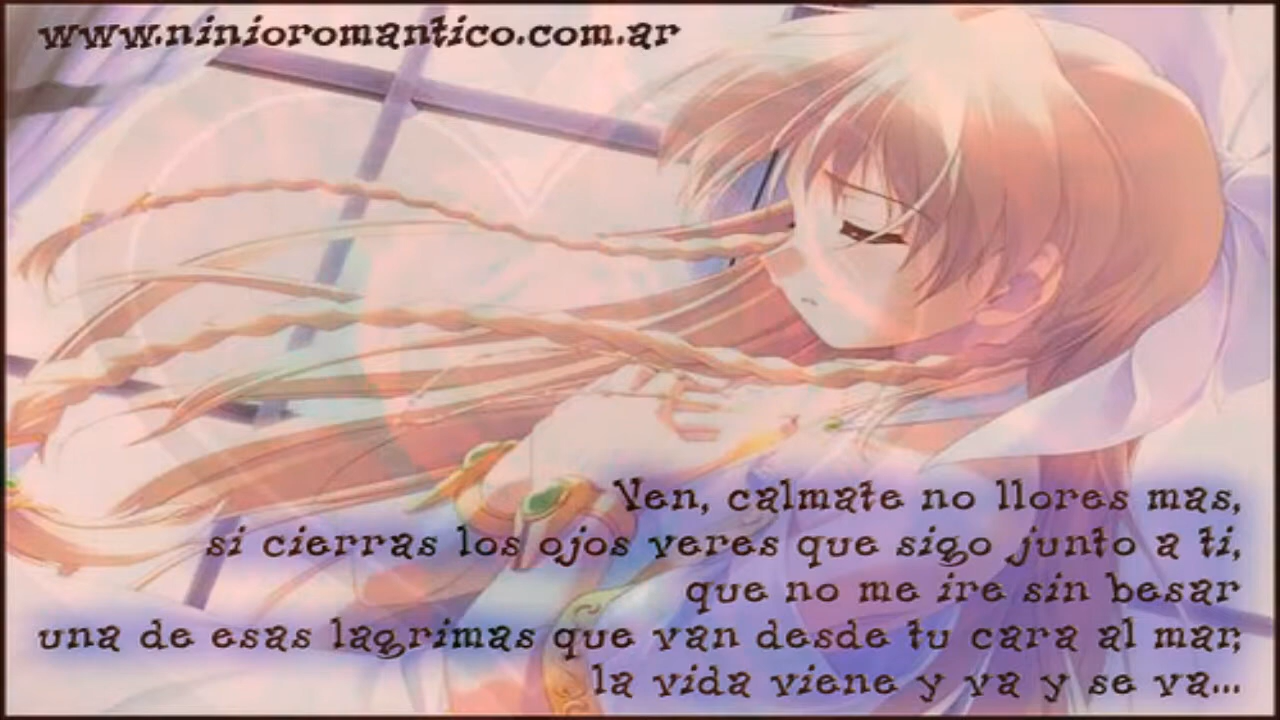 www.ninioromantico.com.ar
Ven, calmate no llores mas,
si cierras los ojos veres que sigo junto a ti,
que no me ire sin besar
una de esas lagrimas que van desde tu cara al mar,
la vida viene y va y se va...